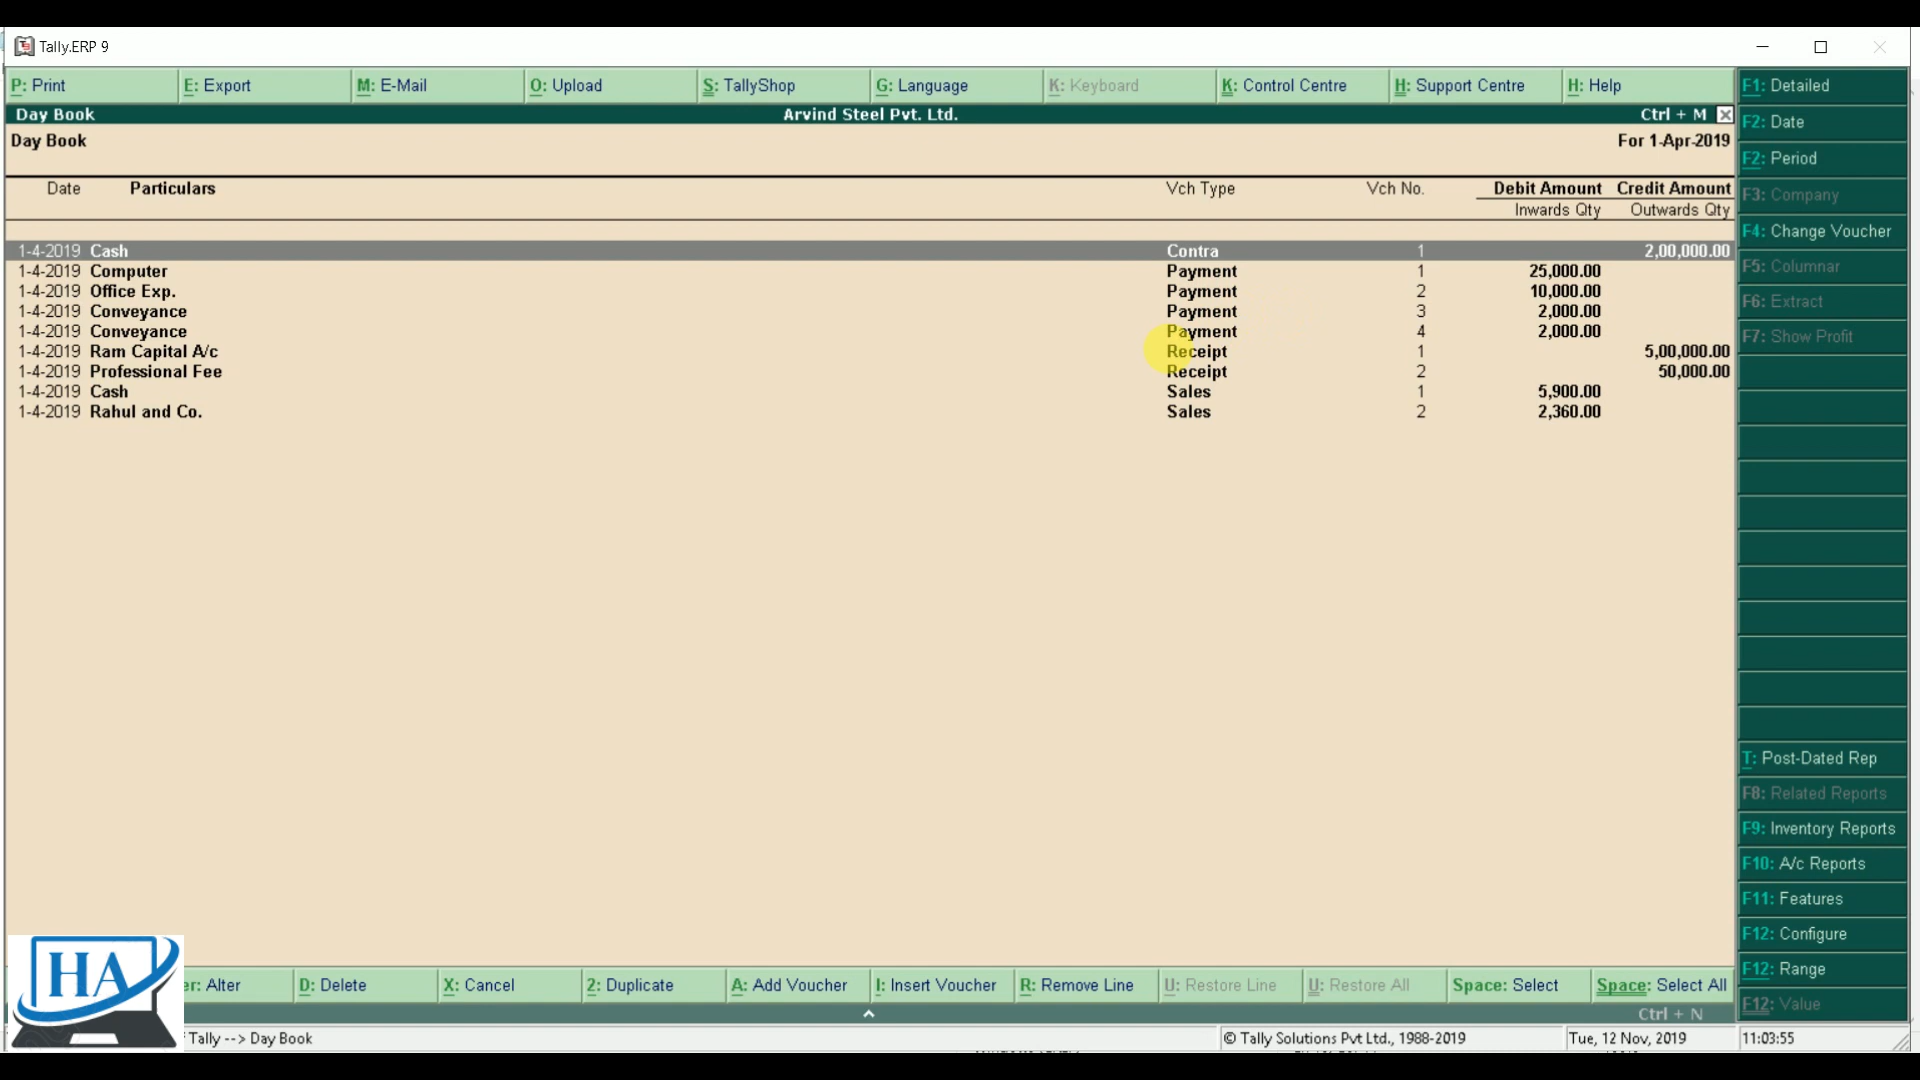 Tally.ERP 9
P: Print E: Export M: E-Mail O: Upload S: TallyShop G: Language K: Keyboard K: Control Centre H: Support Centre H: Help
Day Book Arvind Steel Pvt. Ltd. Ctrl + M
Day Book For 1-Apr-2019
Date Particulars Vch Type Vch No. Debit Amount Credit Amount
Inwards Qty Outwards Qty
1-4-2019 Cash Contra 1 2,00,000.00
1-4-2019 Computer Payment 1 25,000.00
1-4-2019 Office Exp. Payment 2 10,000.00
1-4-2019 Conveyance Payment 3 2,000.00
1-4-2019 Conveyance Payment 4 2,000.00
1-4-2019 Ram Capital A/c Receipt 1 5,00,000.00
1-4-2019 Professional Fee Receipt 2 50,000.00
1-4-2019 Cash Sales 1 5,900.00
1-4-2019 Rahul and Co. Sales 2 2,360.00
F1: Detailed
F2: Date
F2: Period
F3: Company
F4: Change Voucher
F5: Columnar
F6: Extract
F7: Show Profit
T: Post-Dated Rep
F8: Related Reports
F9: Inventory Reports
F10: A/c Reports
F11: Features
F12: Configure
F12: Range
F12: Value
HA
er: Alter D: Delete X: Cancel 2: Duplicate A: Add Voucher I: Insert Voucher R: Remove Line U: Restore Line U: Restore All Space: Select Space: Select All
Ctrl + N
Tally --> Day Book © Tally Solutions Pvt Ltd., 1988-2019 Tue, 12 Nov, 2019 11:03:55